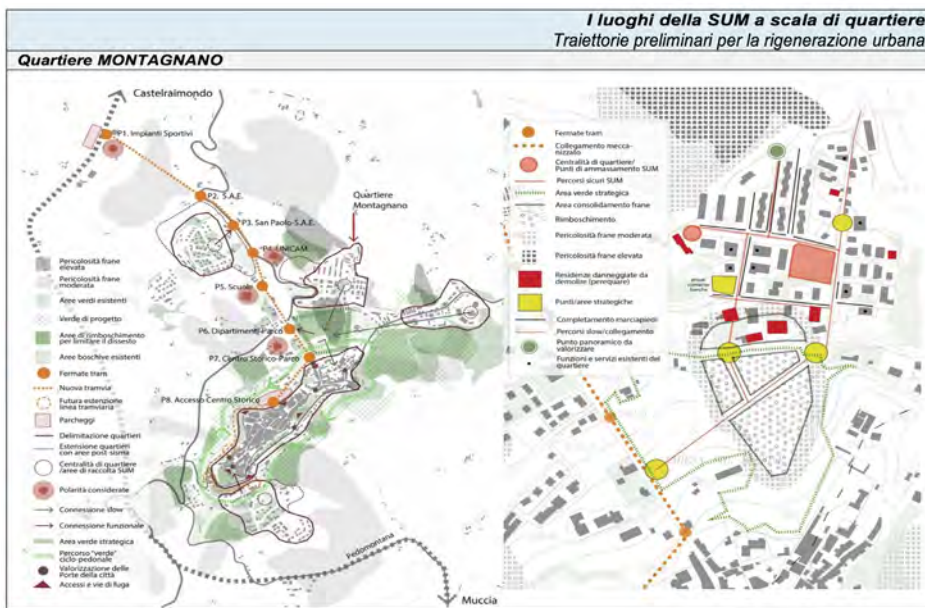 I luoghi della SUM a scala di quartiere
Traiettorie preliminari per la rigenerazione urbana
Quartiere MONTAGNANO
Castelraimondo
P1. Impianti Sportivi
P2. S.A.E.
P3. San Paolo-S.A.E.
P4. UNICAM
P5. Scuole
P6. Dipartimenti-Parco
P7. Centro Storico-Parco
P8. Accesso Centro Storico
Quartiere
Montagnano
Pedemontana
Muccia
Pericolosità frane
elevata
Pericolosità frane
moderata
Aree verdi esistenti
Verde di progetto
Aree di rimboschimento
per limitare il dissesto
Aree boschive esistenti
Fermate tram
Nuova tramvia
Futura estenzione
linea tramviaria
Parcheggi
Delimitazione quartieri
Estensione quartieri
con aree post-sisma
Centralità di quartiere
/aree di raccolta SUM
Polarità considerate
Connessione slow
Connessione funzionale
Area verde strategica
Percorso "verde"
ciclo-pedonale
Valorizzazione delle
Porte della città
Accessi e vie di fuga
Fermate tram
Collegamento mecca-
nizzato
Centralità di quartiere/
Punti di ammassamento SUM
Percorsi sicuri SUM
Area verde strategica
Area consolidamento frane
Rimboschimento
Pericolosità frane moderata
Pericolosità frane elevata
Residenze danneggiate da
demolire (perequare)
Punti/aree strategiche
Completamento marciapiedi
Percorsi slow/collegamento
Punto panoramico da
valorizzare
Funzioni e servizi esistenti del
quartiere